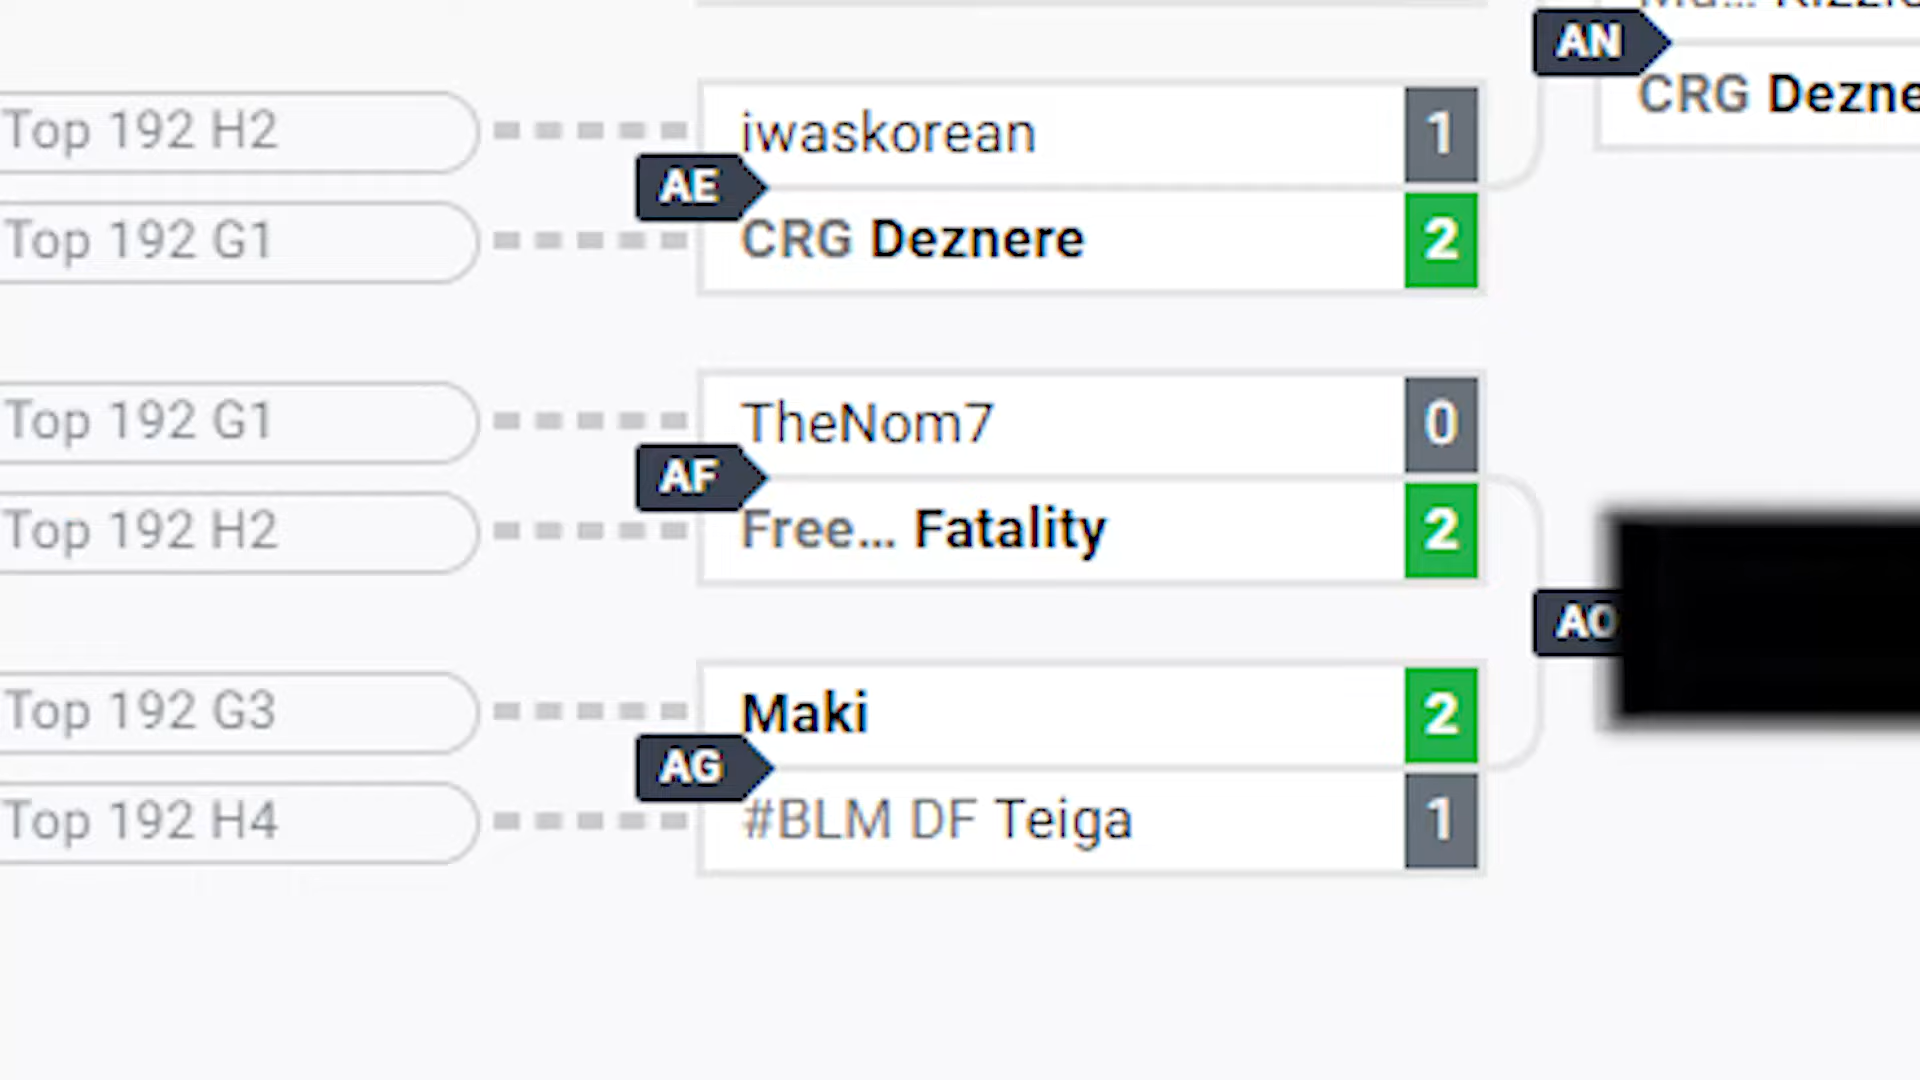 AN
CRG Dezne
Top 192 H2
iwaskorean 1
AE
Top 192 G1
CRG Deznere 2
Top 192 G1
TheNom7 0
AF
Top 192 H2
Free... Fatality 2
AO
Top 192 G3
Maki 2
AG
Top 192 H4
#BLM DF Teiga 1